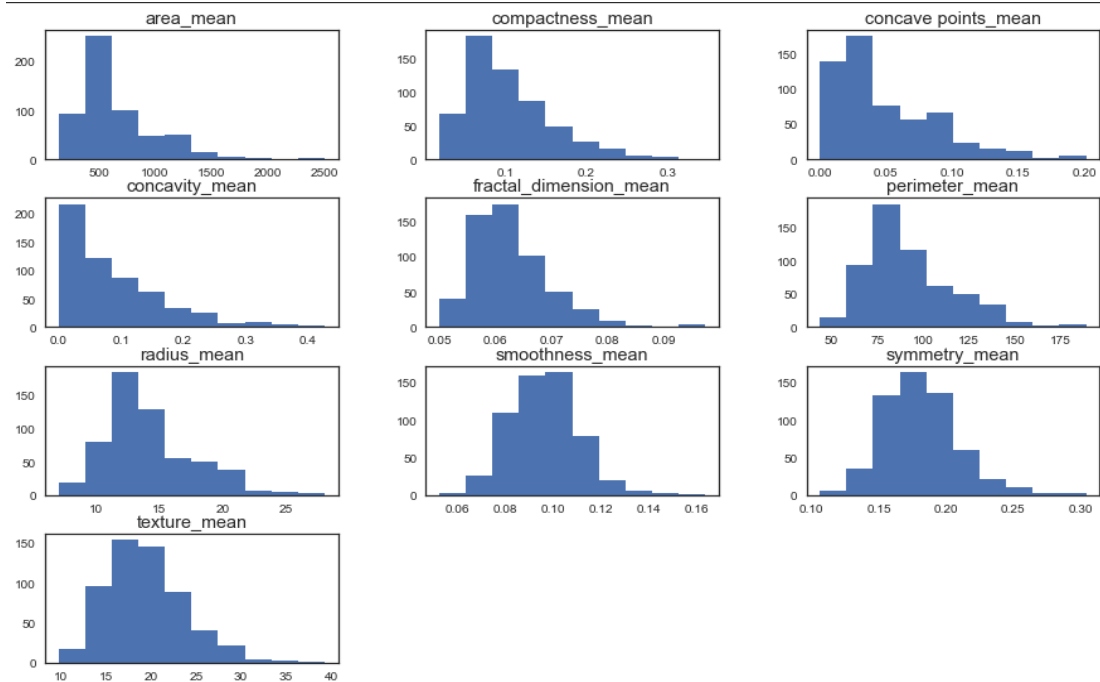 area_mean compactness_mean concave points_mean
200
100
0
500 1000 1500 2000 2500
150
100
50
0
0.1 0.2 0.3
150
100
50
0
0.00 0.05 0.10 0.15 0.20
concavity_mean fractal_dimension_mean perimeter_mean
200
150
100
50
0
0.0 0.1 0.2 0.3 0.4
150
100
50
0
0.05 0.06 0.07 0.08 0.09
150
100
50
0
50 75 100 125 150 175
radius_mean smoothness_mean symmetry_mean
150
100
50
0
10 15 20 25
150
100
50
0
0.06 0.08 0.10 0.12 0.14 0.16
150
100
50
0
0.10 0.15 0.20 0.25 0.30
texture_mean
150
100
50
0
10 15 20 25 30 35 40